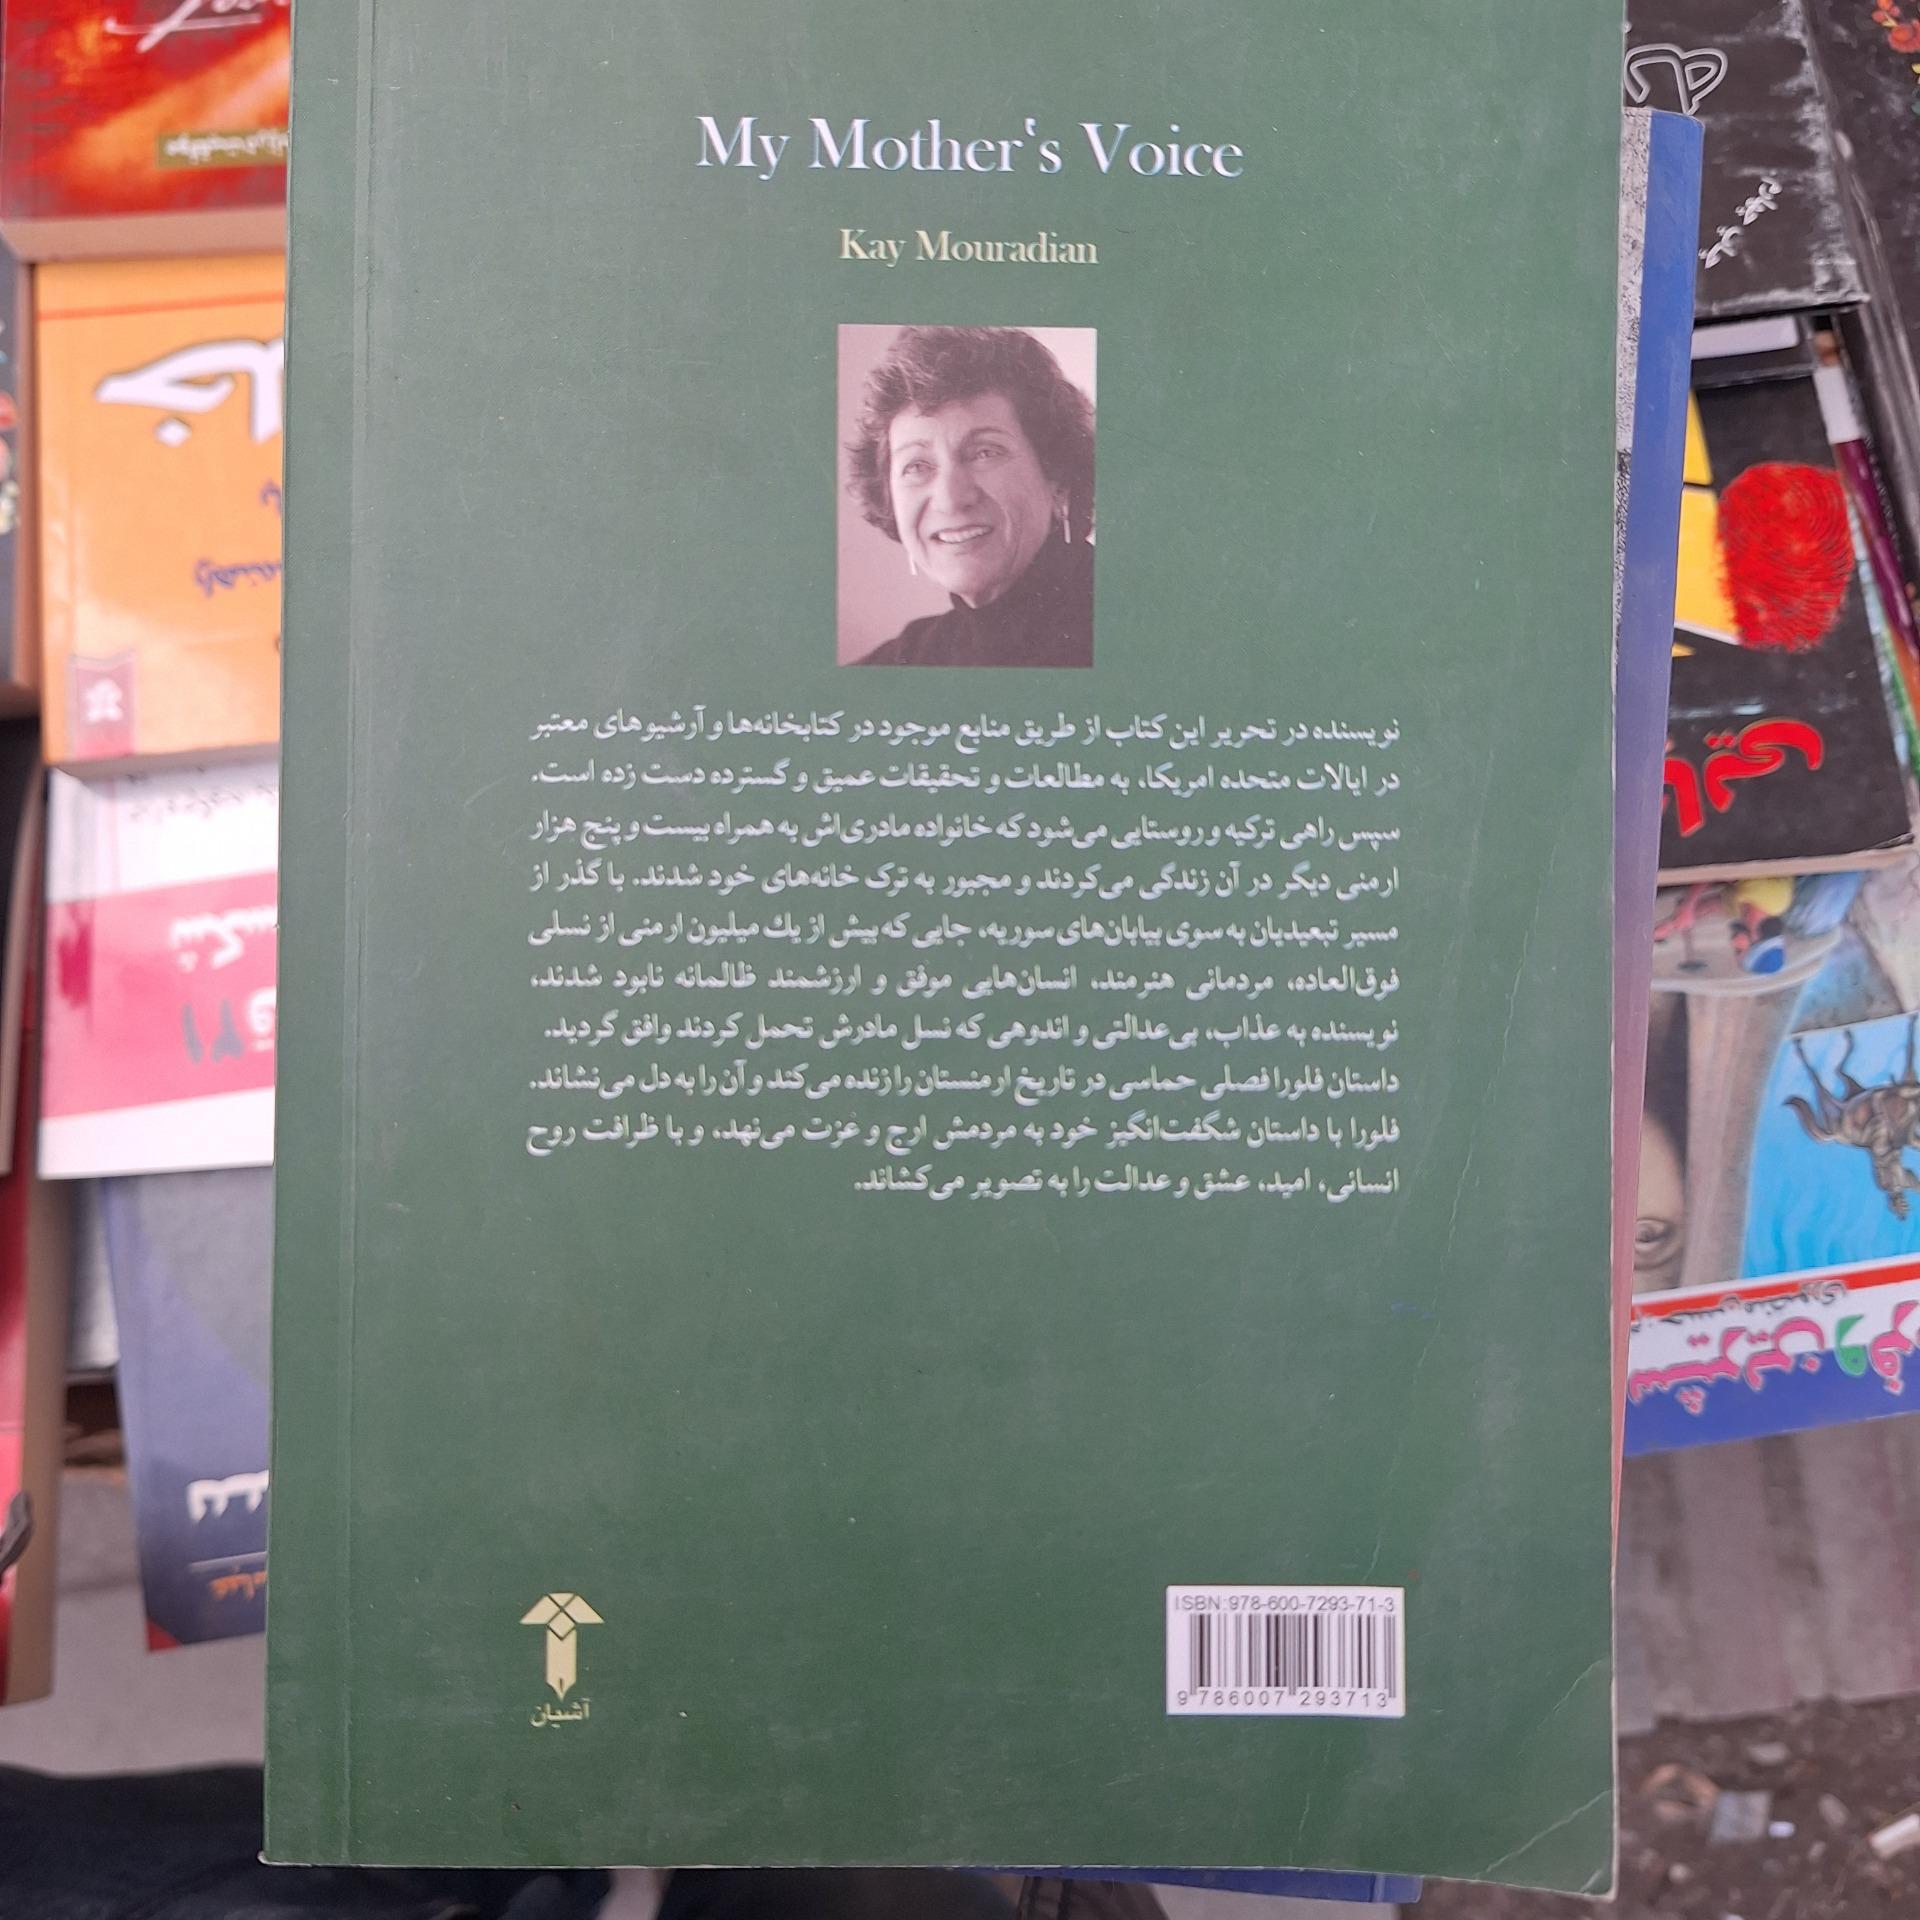 My Mother's Voice
Kay Mouradian
نویسنده در تحریر این کتاب از طریق منابع موجود در کتابخانه‌ها و آرشیوهای معتبر
در ایالات متحده امریکا، به مطالعات و تحقیقات عمیق و گسترده دست زده است.
سپس راهی ترکیه و روستایی می‌شود که خانواده مادری‌اش به همراه بیست و پنج هزار
ارمنی دیگر در آن زندگی می‌کردند و مجبور به ترک خانه‌های خود شدند. با گذر از
مسیر تبعیدیان به سوی بیابان‌های سوریه، جایی که بیش از یك میلیون ارمنی از نسلی
فوق‌العاده، مردمانی هنرمند، انسان‌هایی موفق و ارزشمند ظالمانه نابود شدند،
نویسنده به عذاب، بی‌عدالتی و اندوهی که نسل مادرش تحمل کردند واقف گردید.
داستان فلورا فصلی حماسی در تاریخ ارمنستان را زنده می‌کند و آن را به دل می‌نشاند.
فلورا با داستان شگفت‌انگیز خود به مردمش ارج و عزت می‌نهد، و با ظرافت روح
انسانی، امید، عشق و عدالت را به تصویر می‌کشاند.
ISBN: 978-600-7293-71-3
9 786007 293713
آشیان
شیرین و فر